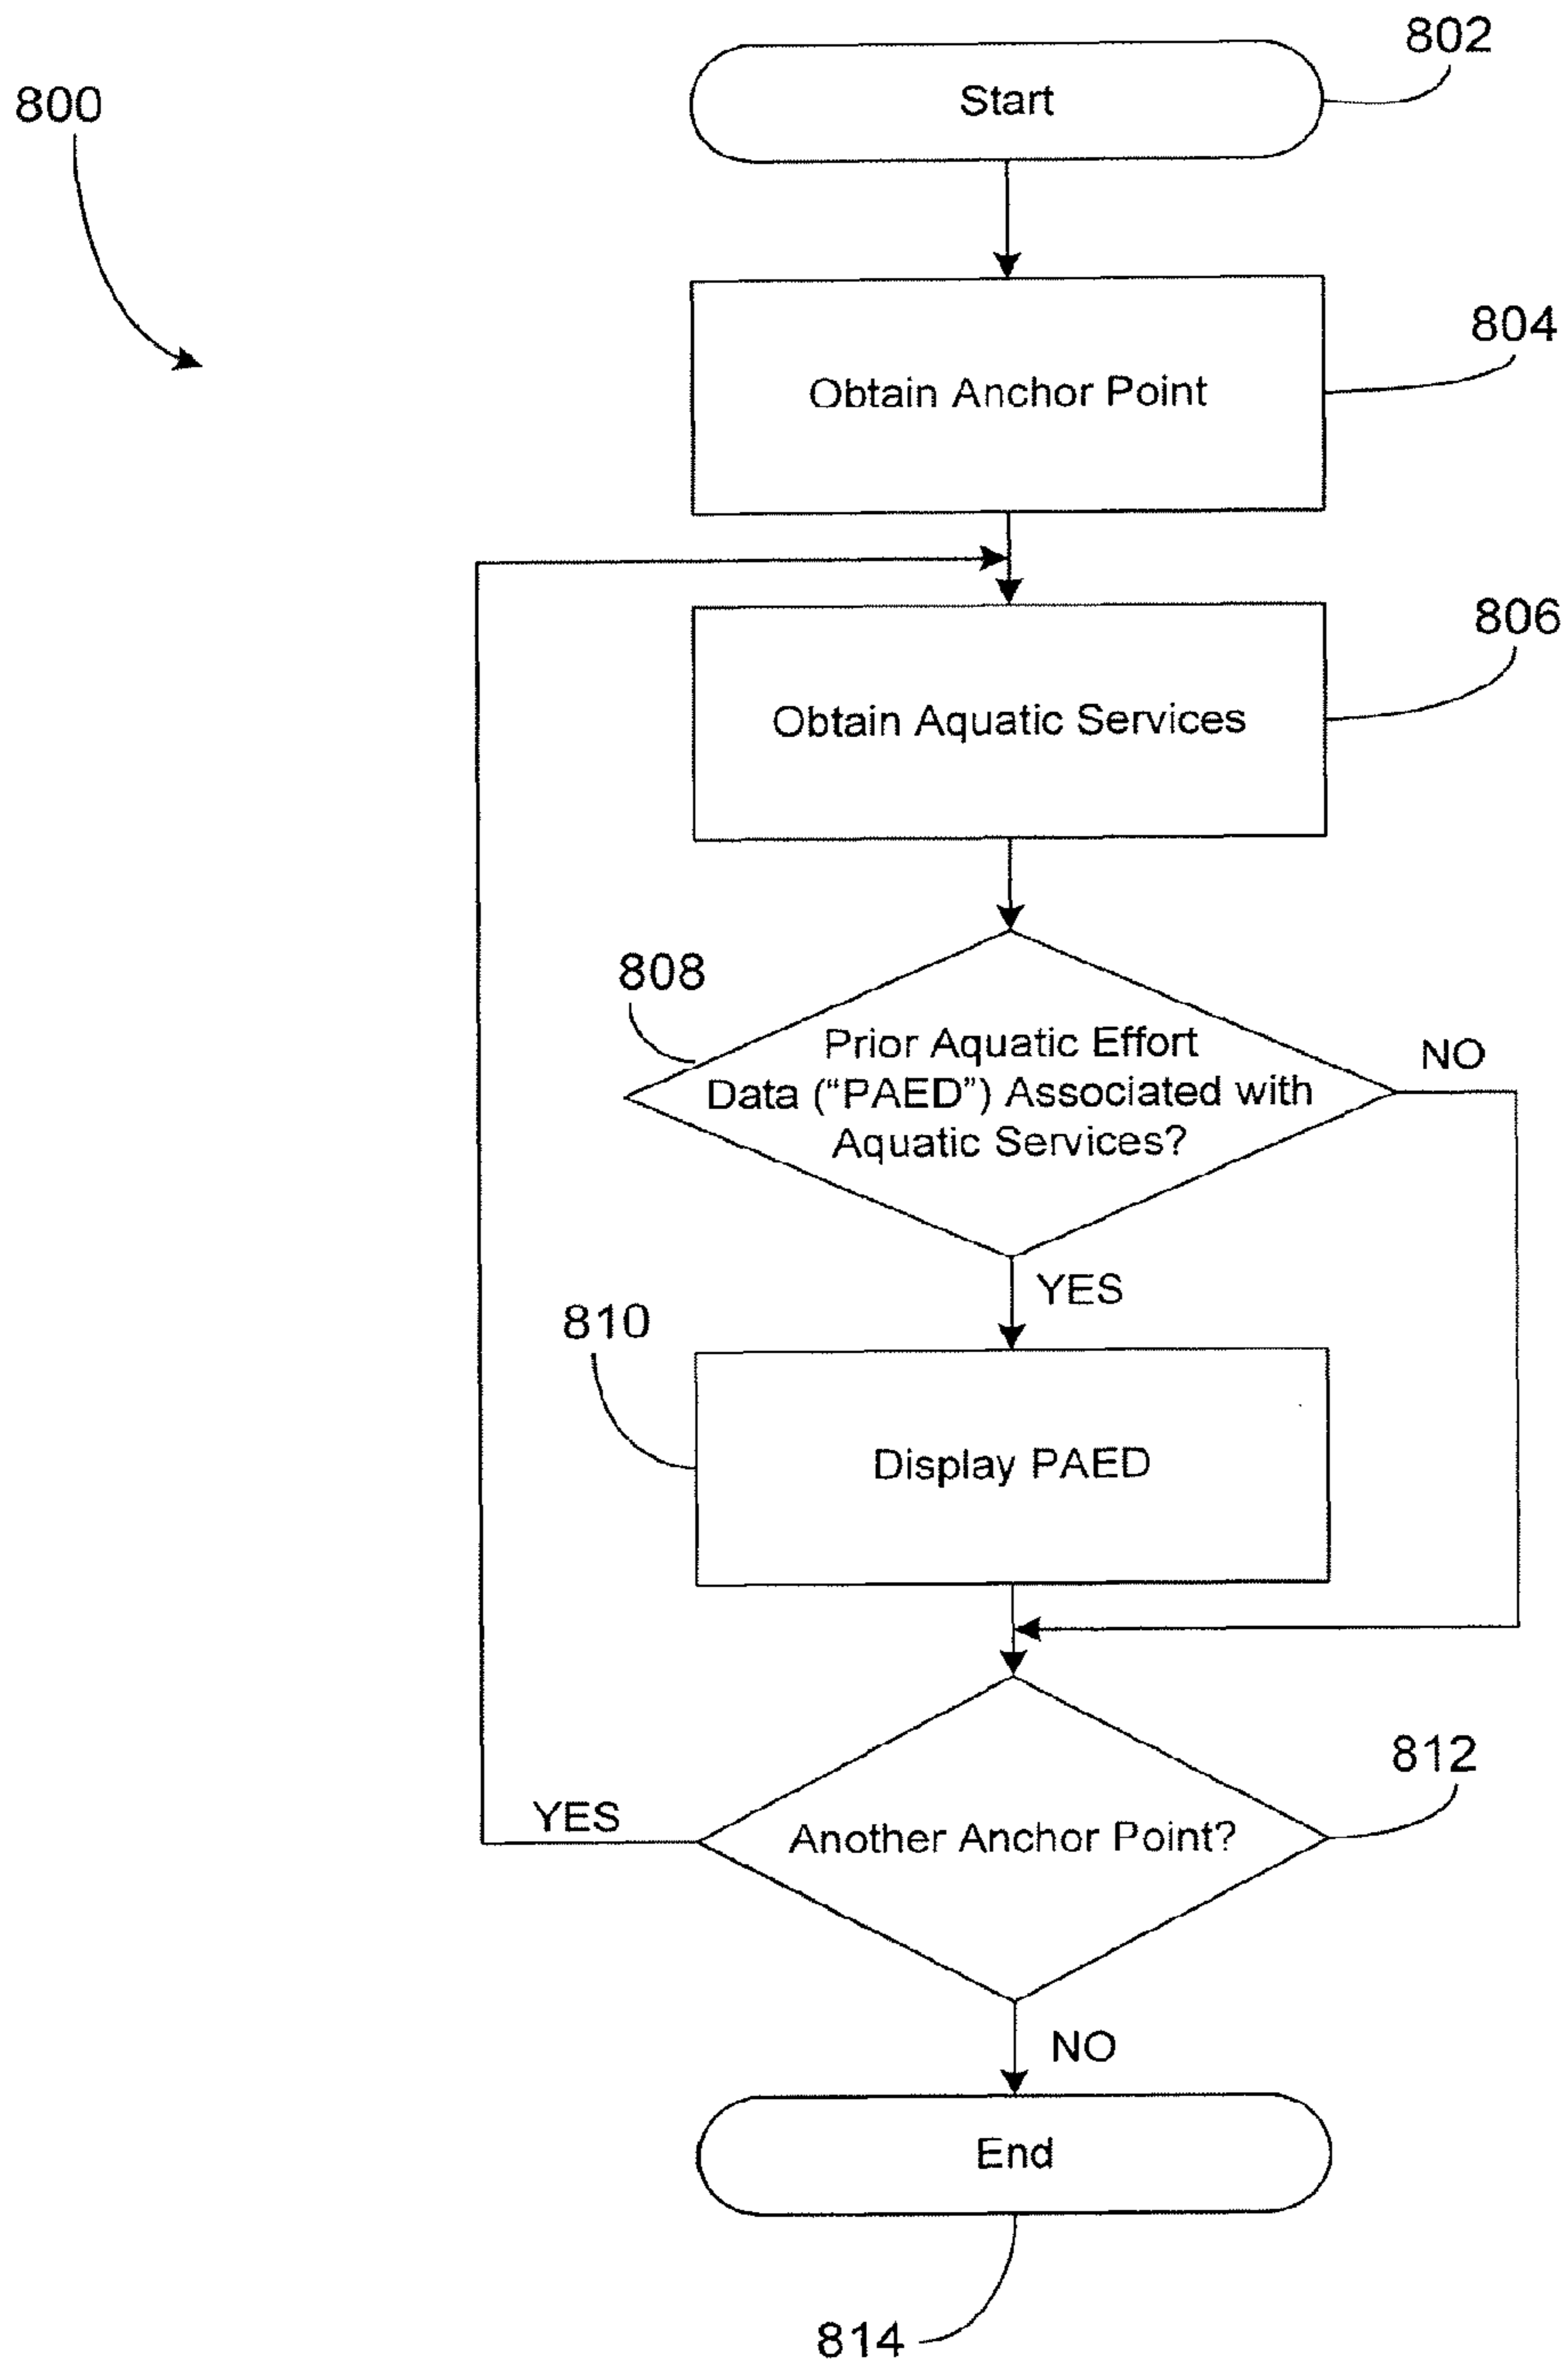 802
Start
800
804
Obtain Anchor Point
806
Obtain Aquatic Services
808
Prior Aquatic Effort
Data (“PAED”) Associated with
Aquatic Services?
NO
YES
810
Display PAED
812
YES
Another Anchor Point?
NO
End
814